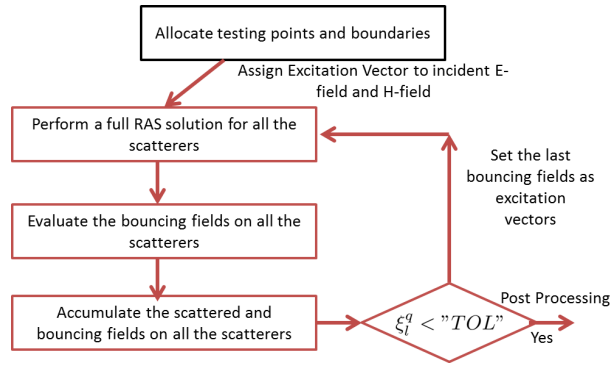 Allocate testing points and boundaries
Assign Excitation Vector to incident E-
field and H-field
Perform a full RAS solution for all the
scatterers
Set the last
bouncing fields as
excitation
vectors
Evaluate the bouncing fields on all the
scatterers
Accumulate the scattered and
bouncing fields on all the scatterers
ξ_l^q < "TOL"
Post Processing
Yes